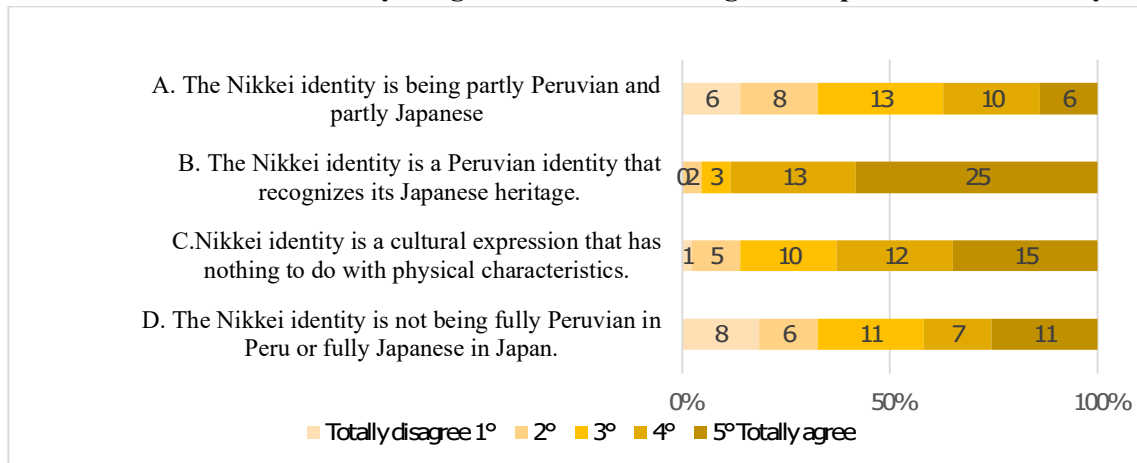 A. The Nikkei identity is being partly Peruvian and
partly Japanese
6 8 13 10 6
B. The Nikkei identity is a Peruvian identity that
recognizes its Japanese heritage.
0 2 3 13 25
C.Nikkei identity is a cultural expression that has
nothing to do with physical characteristics.
1 5 10 12 15
D. The Nikkei identity is not being fully Peruvian in
Peru or fully Japanese in Japan.
8 6 11 7 11
0% 50% 100%
Totally disagree 1° 2° 3° 4° 5° Totally agree